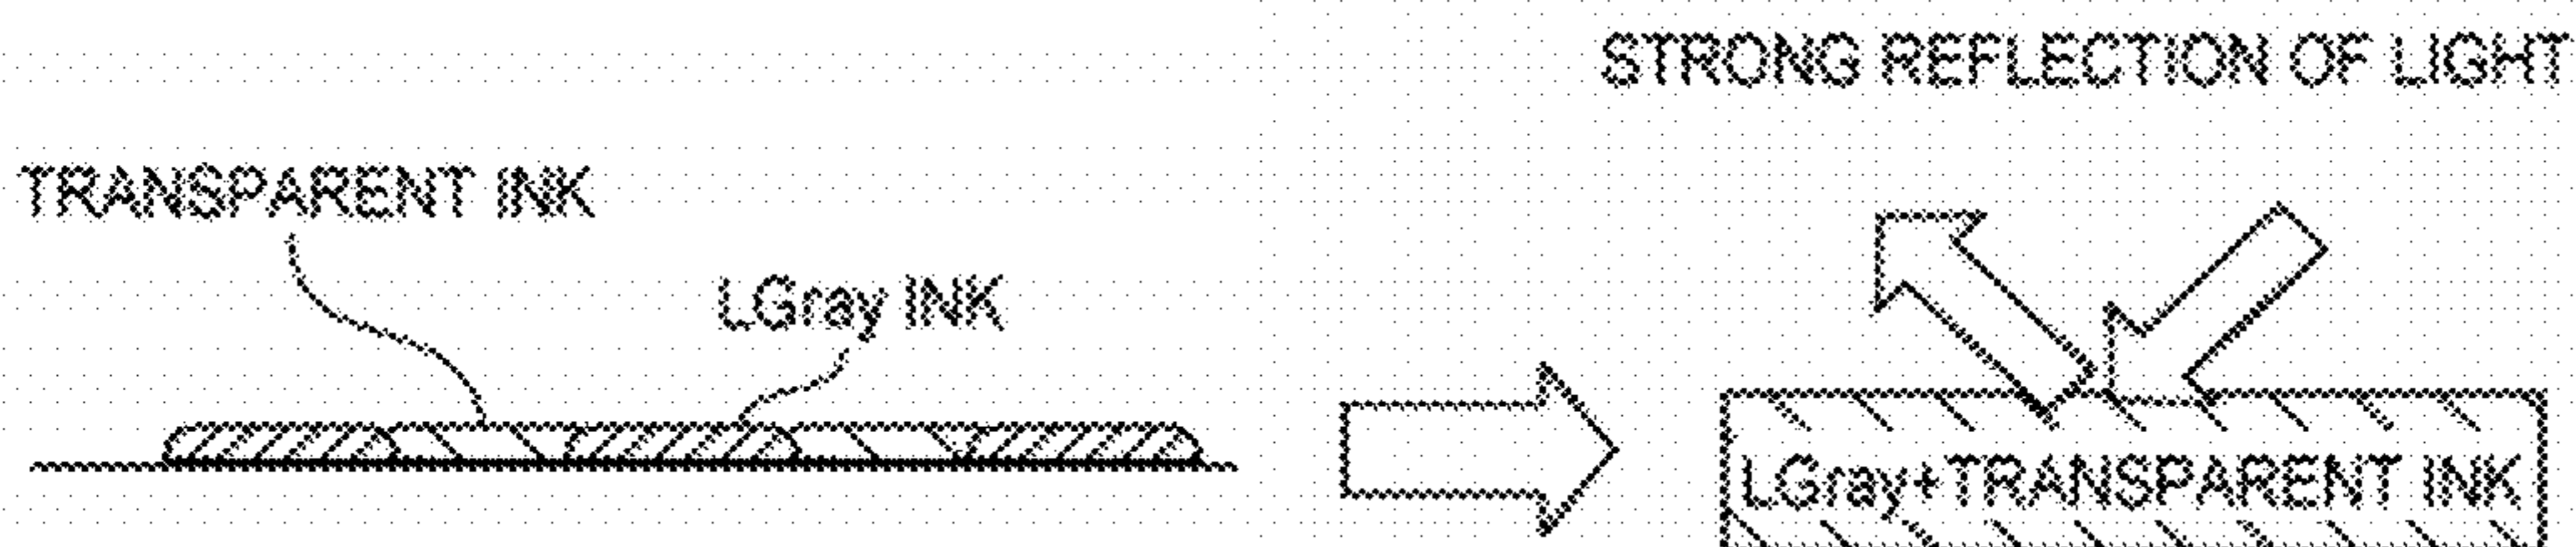 STRONG REFLECTION OF LIGHT
TRANSPARENT INK
LGray INK
LGray+TRANSPARENT INK